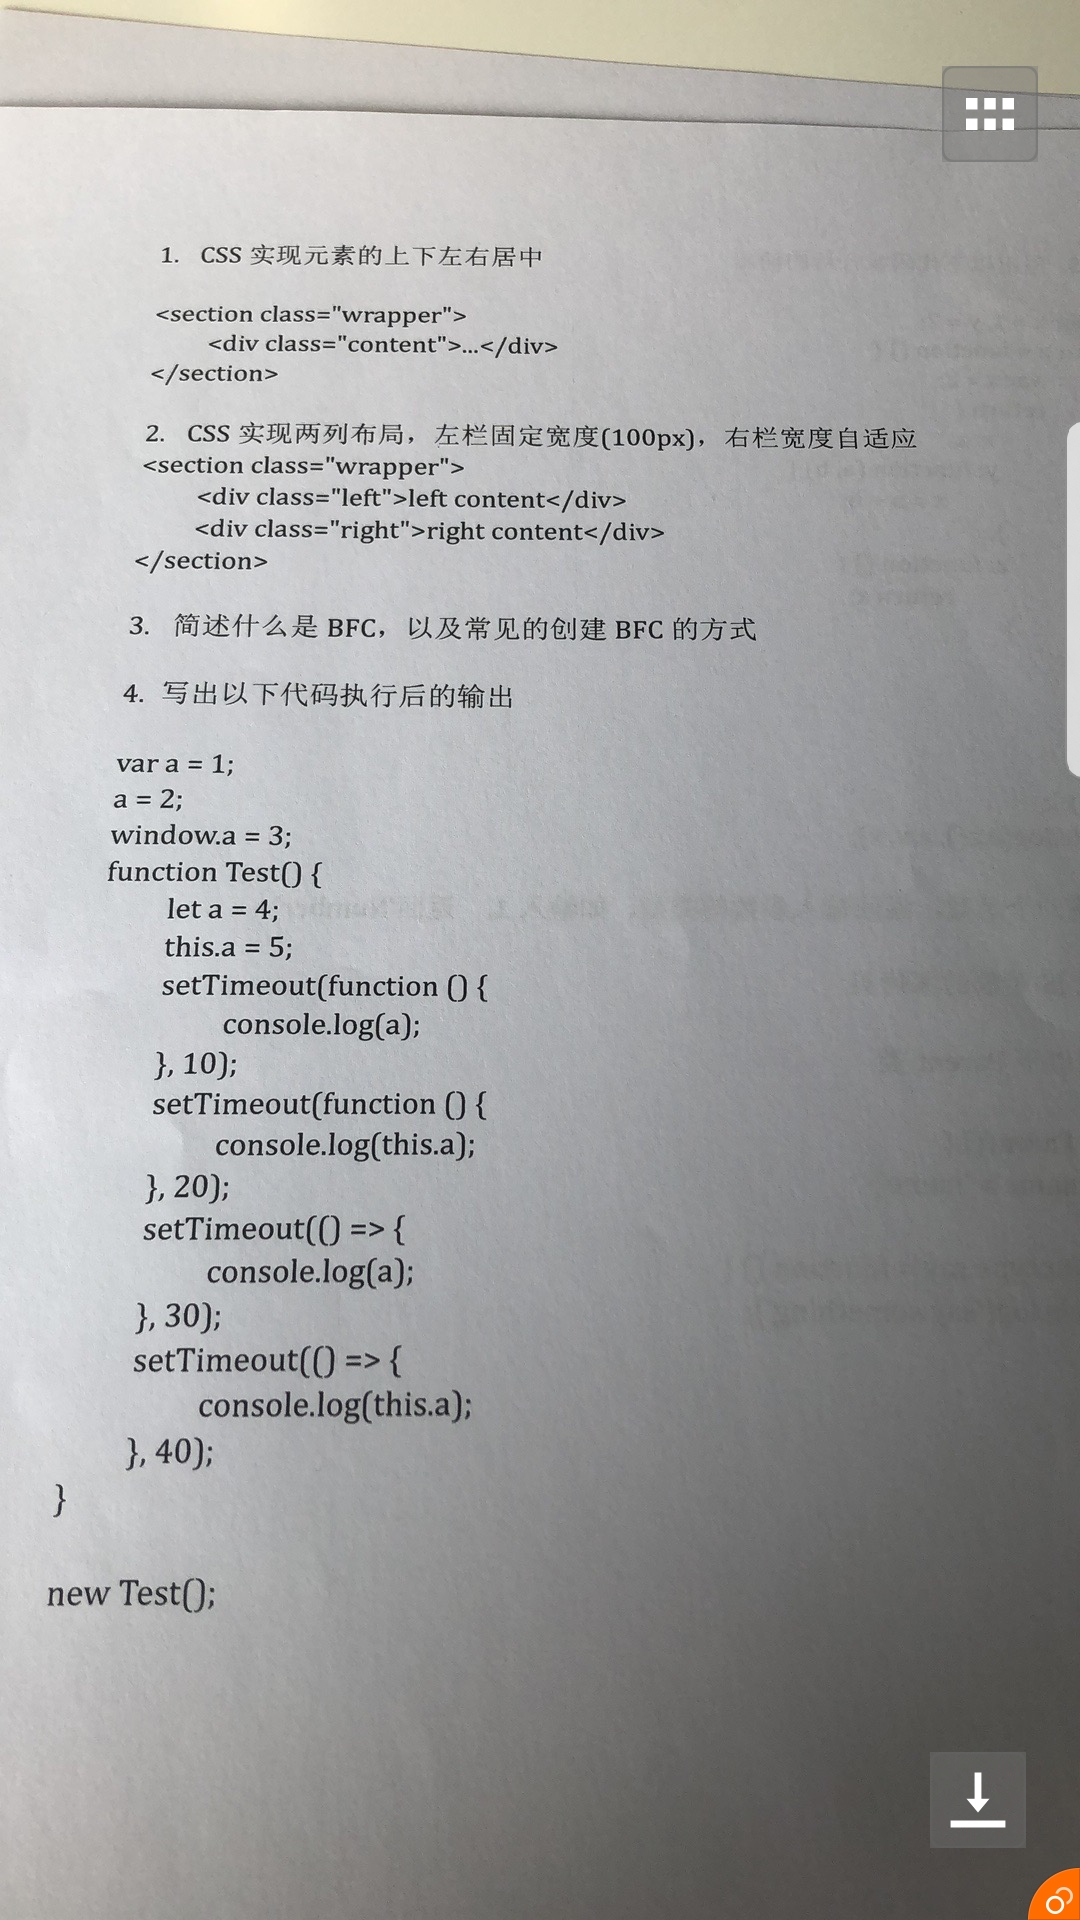 1. CSS 实现元素的上下左右居中
<section class="wrapper">
<div class="content">...</div>
</section>
2. CSS 实现两列布局，左栏固定宽度(100px)，右栏宽度自适应
<section class="wrapper">
<div class="left">left content</div>
<div class="right">right content</div>
</section>
3. 简述什么是 BFC，以及常见的创建 BFC 的方式
4. 写出以下代码执行后的输出
var a = 1;
a = 2;
window.a = 3;
function Test() {
let a = 4;
this.a = 5;
setTimeout(function () {
console.log(a);
}, 10);
setTimeout(function () {
console.log(this.a);
}, 20);
setTimeout(() => {
console.log(a);
}, 30);
setTimeout(() => {
console.log(this.a);
}, 40);
}
new Test();